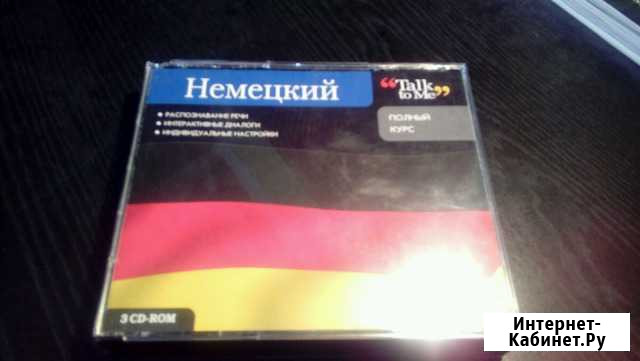 Немецкий
“Talk
to Me”
РАСПОЗНАВАНИЕ РЕЧИ
ИНТЕРАКТИВНЫЕ ДИАЛОГИ
ИНДИВИДУАЛЬНЫЕ НАСТРОЙКИ
ПОЛНЫЙ
КУРС
3 CD-ROM
Интернет-
Кабинет.Ру